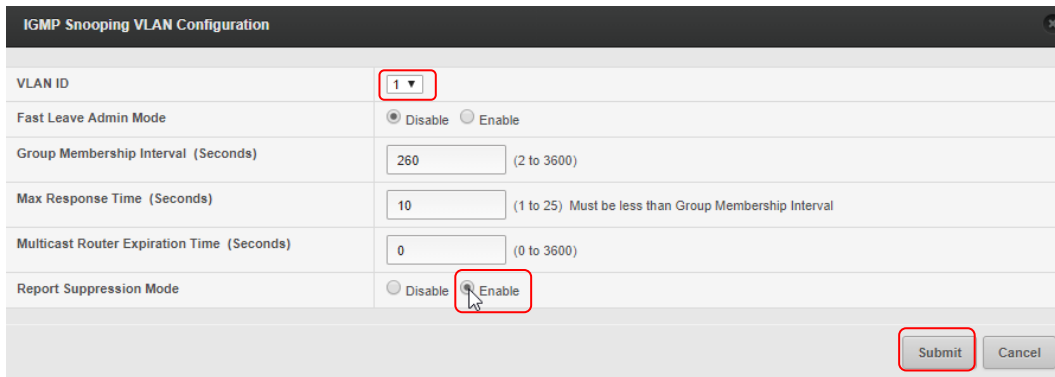 IGMP Snooping VLAN Configuration
VLAN ID 1
Fast Leave Admin Mode Disable Enable
Group Membership Interval (Seconds) 260 (2 to 3600)
Max Response Time (Seconds) 10 (1 to 25) Must be less than Group Membership Interval
Multicast Router Expiration Time (Seconds) 0 (0 to 3600)
Report Suppression Mode Disable Enable
Submit Cancel